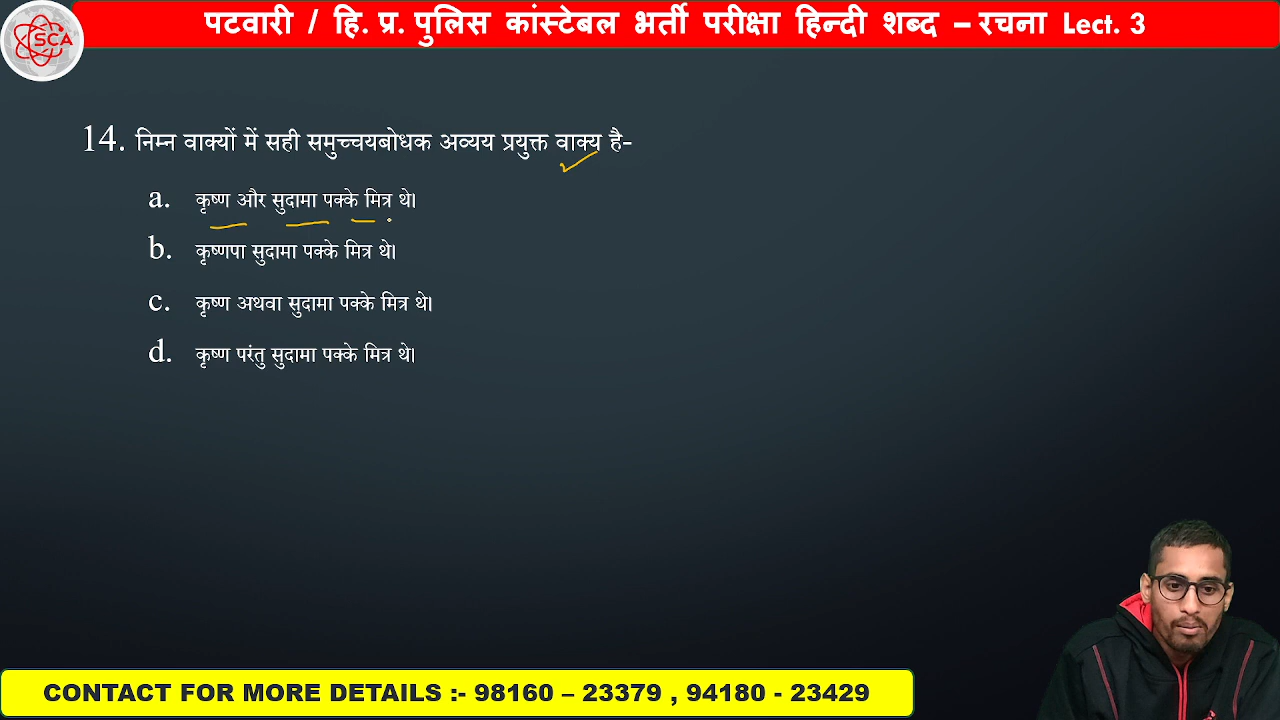 पटवारी / हि. प्र. पुलिस कांस्टेबल भर्ती परीक्षा हिन्दी शब्द – रचना Lect. 3
SCA
14. निम्न वाक्यों में सही समुच्चयबोधक अव्यय प्रयुक्त वाक्य है-
a. कृष्ण और सुदामा पक्के मित्र थे।
b. कृष्णपा सुदामा पक्के मित्र थे।
c. कृष्ण अथवा सुदामा पक्के मित्र थे।
d. कृष्ण परंतु सुदामा पक्के मित्र थे।
CONTACT FOR MORE DETAILS :- 98160 – 23379 , 94180 - 23429